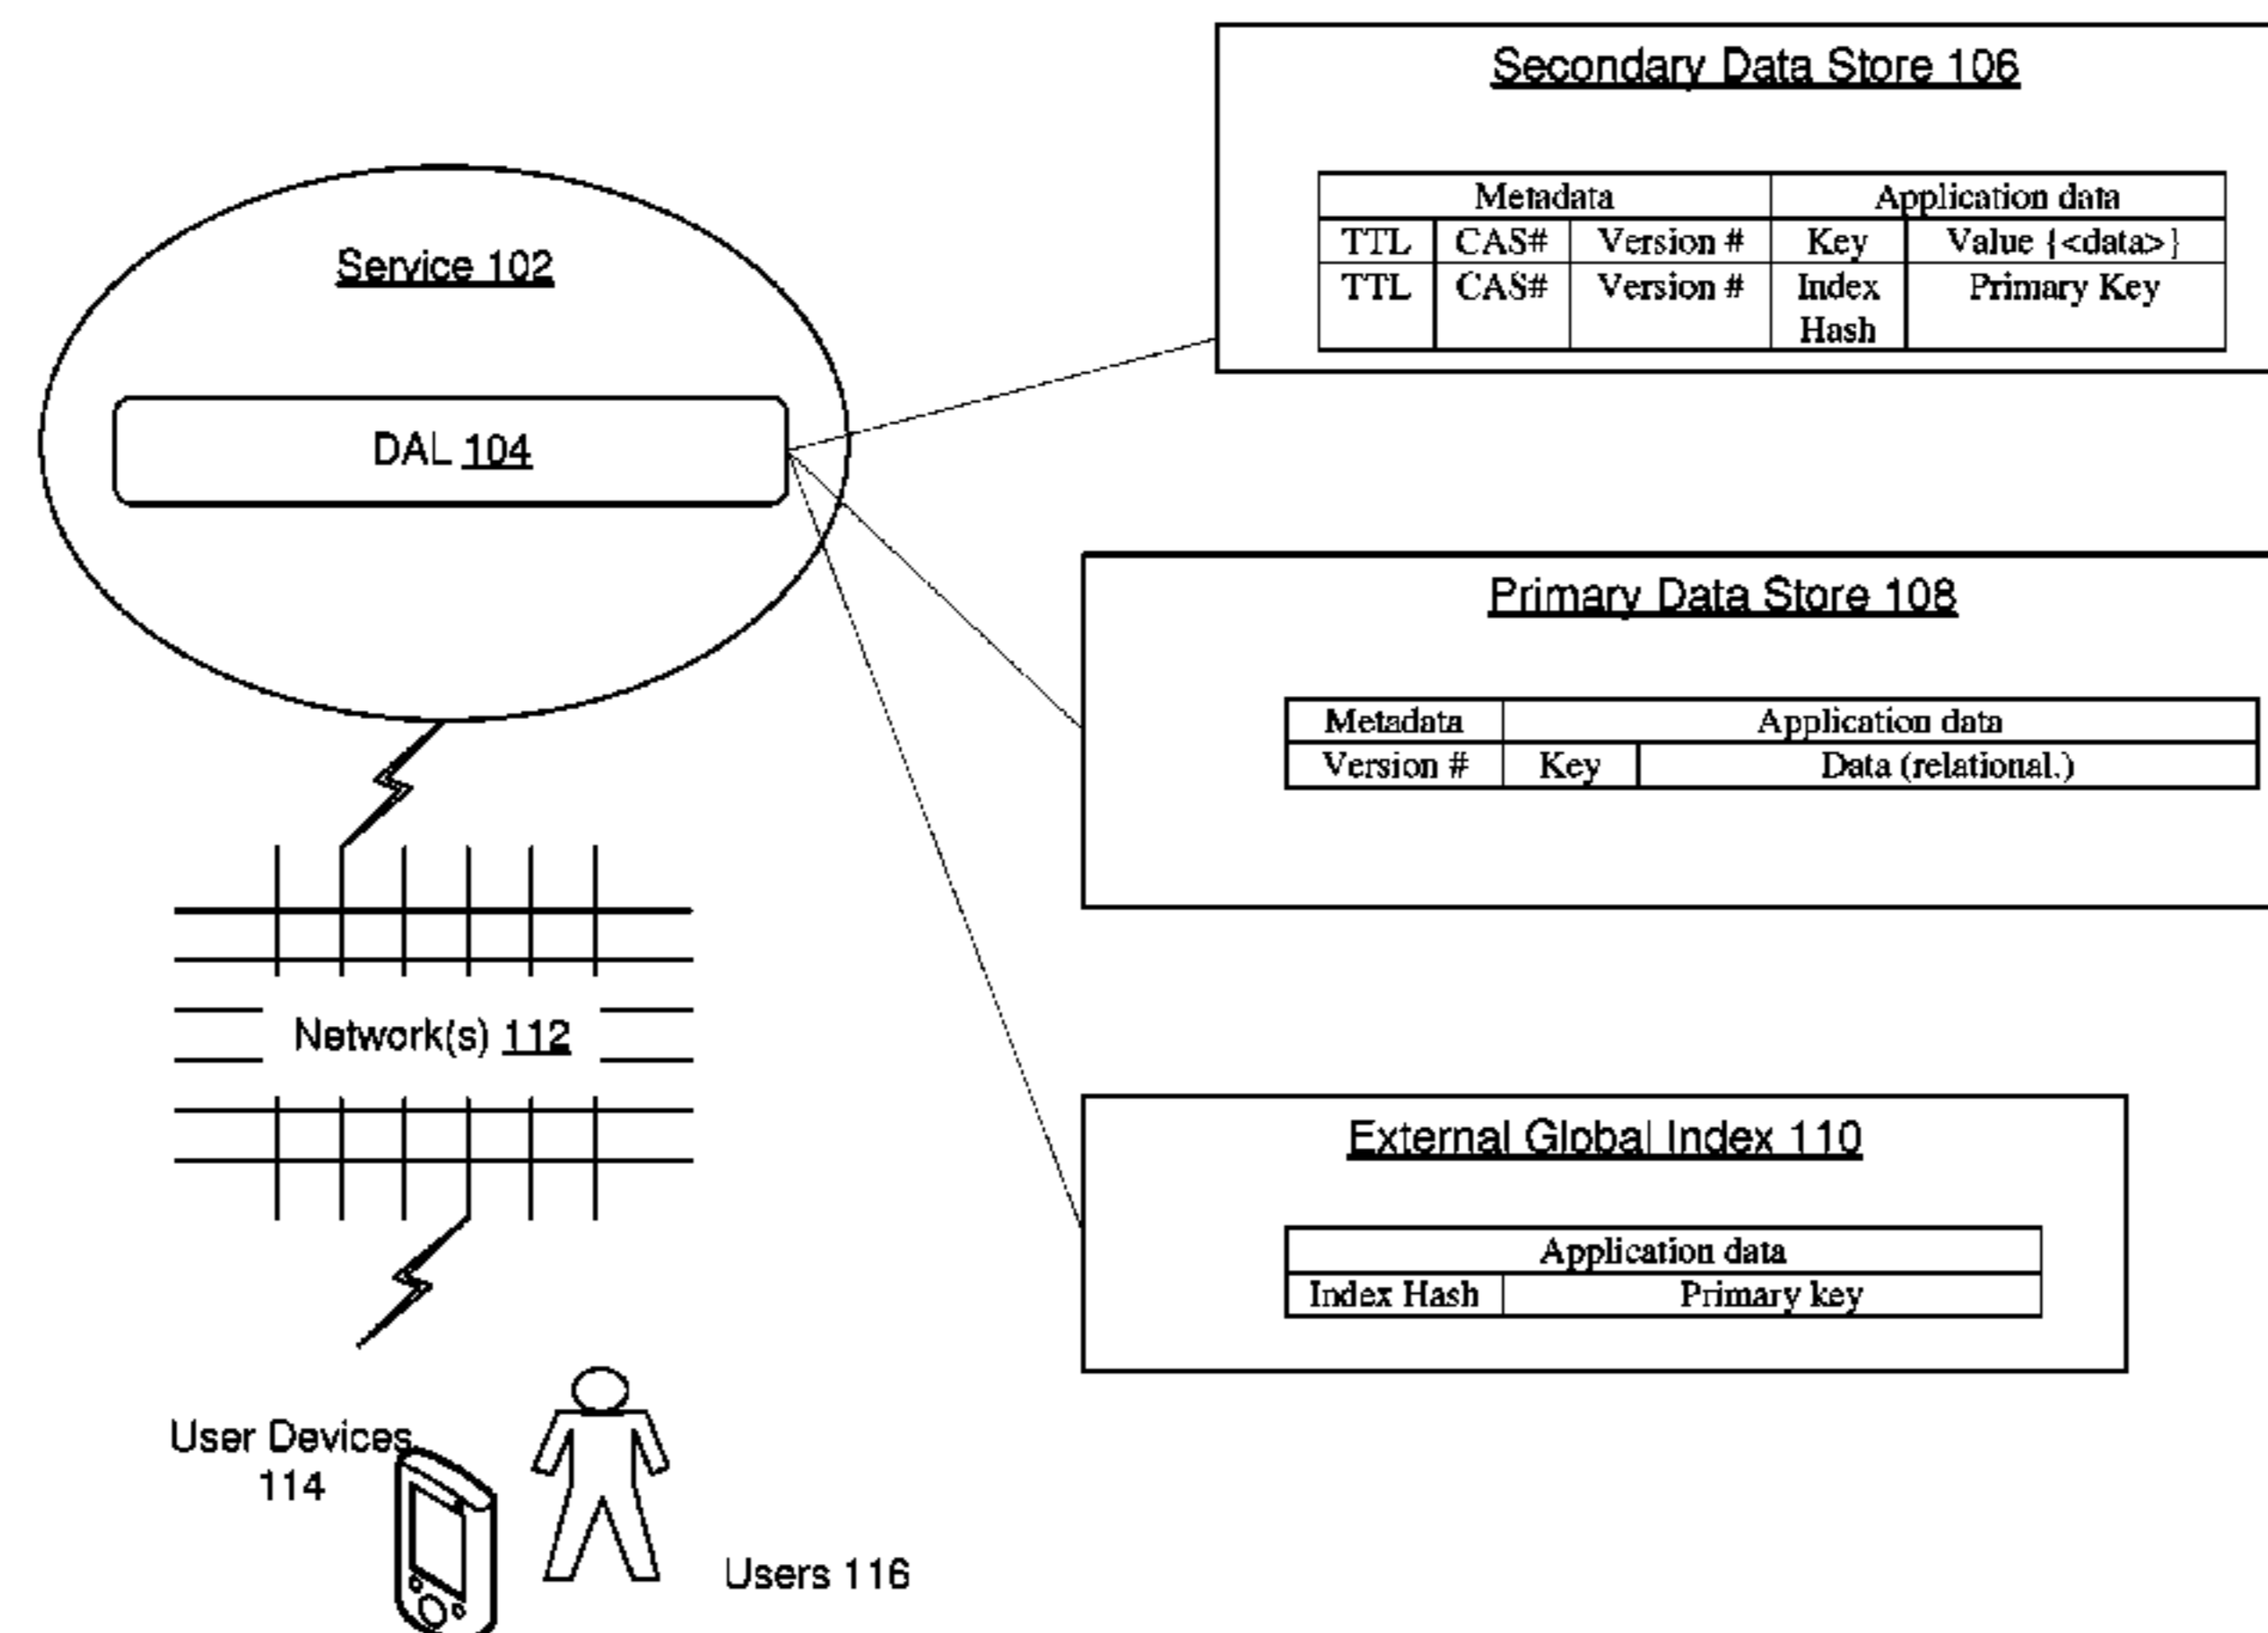 Secondary Data Store 106
Metadata Application data
TTL CAS# Version # Key Value {<data>}
TTL CAS# Version # Index Hash Primary Key
Service 102
DAL 104
Primary Data Store 108
Metadata Application data
Version # Key Data (relational.)
Network(s) 112
External Global Index 110
Application data
Index Hash Primary key
User Devices
114
Users 116